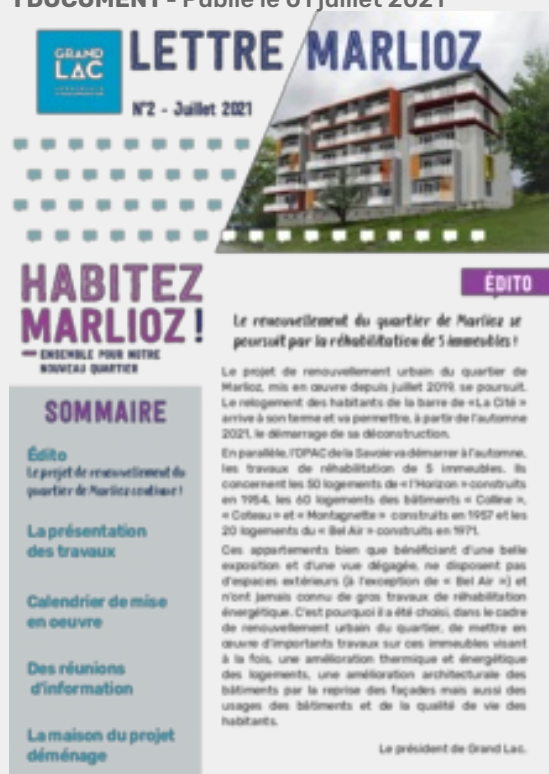 1 DOCUMENT - Publié le 01 juillet 2021
GRAND
LAC
LETTRE MARLIOZ
N°2 - Juillet 2021
HABITEZ
MARLIOZ !
ENSEMBLE POUR NOTRE
NOUVEAU QUARTIER
SOMMAIRE
Édito
Le projet de renouvellement du
quartier de Marlioz continue !
La présentation
des travaux
Calendrier de mise
en oeuvre
Des réunions
d'information
La maison du projet
déménage
ÉDITO
Le renouvellement du quartier de Marlioz se
poursuit par la réhabilitation de 5 immeubles !
Le projet de renouvellement urbain du quartier de
Marlioz, mis en œuvre depuis juillet 2019, se poursuit.
Le relogement des habitants de la barre de «La Cité »
arrive à son terme et va permettre, à partir de l'automne
2021, le démarrage de sa déconstruction.
En parallèle, l'OPAC de la Savoie va démarrer à l'automne,
les travaux de réhabilitation de 5 immeubles. Ils
concernent les 50 logements de « l'Horizon » construits
en 1954, les 60 logements des bâtiments « Colline »,
« Coteau » et « Montagnette » construits en 1957 et les
20 logements du « Bel Air » construits en 1971.
Ces appartements bien que bénéficiant d'une belle
exposition et d'une vue dégagée, ne disposent pas
d'espaces extérieurs (à l'exception de « Bel Air ») et
n'ont jamais connu de gros travaux de réhabilitation
énergétique. C'est pourquoi il a été choisi, dans le cadre
de renouvellement urbain du quartier, de mettre en
œuvre d'importants travaux sur ces immeubles visant
à la fois, une amélioration thermique et énergétique
des logements, une amélioration architecturale des
bâtiments par la reprise des façades mais aussi des
usages des bâtiments et de la qualité de vie des
habitants.
Le président de Grand Lac.